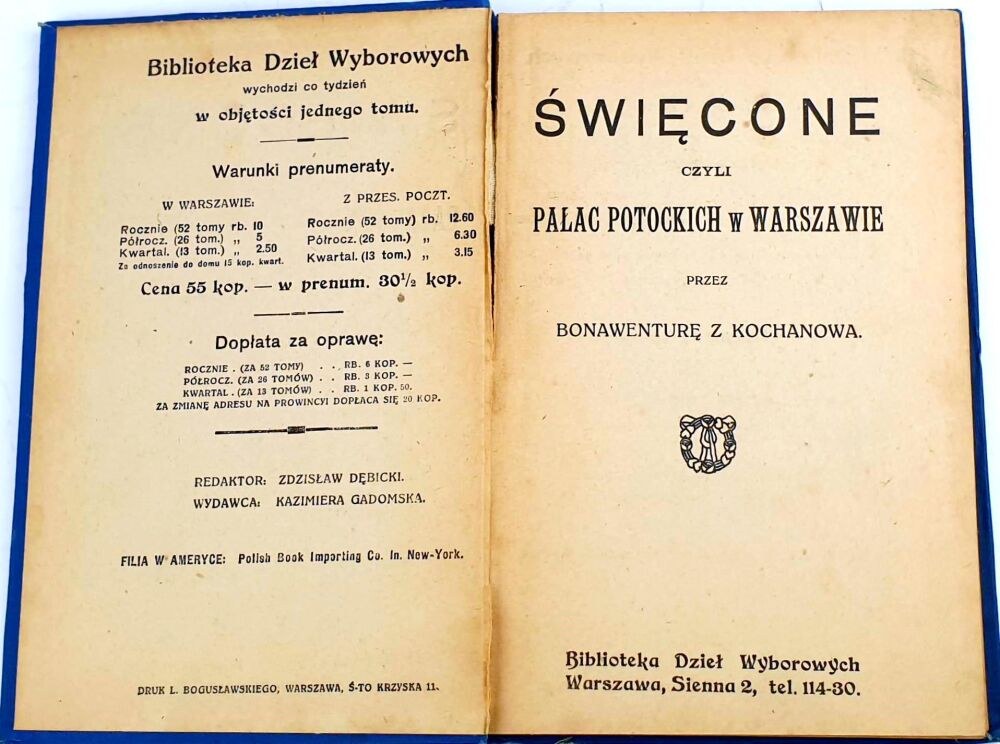 Biblioteka Dzieł Wyborowych
wychodzi co tydzień
w objętości jednego tomu.
Warunki prenumeraty.
W WARSZAWIE:
Rocznie (52 tomy rb. 10
Półrocz. (26 tom.) „ 5
Kwartal. (13 tom.) „ 2.50
Za odnoszenie do domu 15 kop. kwart.
Z PRZES. POCZT.
Rocznie (52 tomy) rb. 12.60
Półrocz. (26 tom.) „ 6.30
Kwartal. (13 tom.) „ 3.15
Cena 55 kop. — w prenum. 30½ kop.
Dopłata za oprawę:
ROCZNIE . (ZA 52 TOMY) . . RB. 6 KOP. —
PÓŁROCZ. (ZA 26 TOMÓW) . . RB. 3 KOP. —
KWARTAL . (ZA 13 TOMÓW) . . RB. 1 KOP. 50.
ZA ZMIANĘ ADRESU NA PROWINCYI DOPŁACA SIĘ 20 KOP.
REDAKTOR: ZDZISŁAW DĘBICKI.
WYDAWCA: KAZIMIERA GADOMSKA.
FILIA W AMERYCE: Polish Book Importing Co. In. New-York.
DRUK L. BOGUSŁAWSKIEGO, WARSZAWA, Ś-TO KRZYSKA 11.
ŚWIĘCONE
CZYLI
PAŁAC POTOCKICH w WARSZAWIE
PRZEZ
BONAWENTURĘ Z KOCHANOWA.
Biblioteka Dzieł Wyborowych
Warszawa, Sienna 2, tel. 114-30.